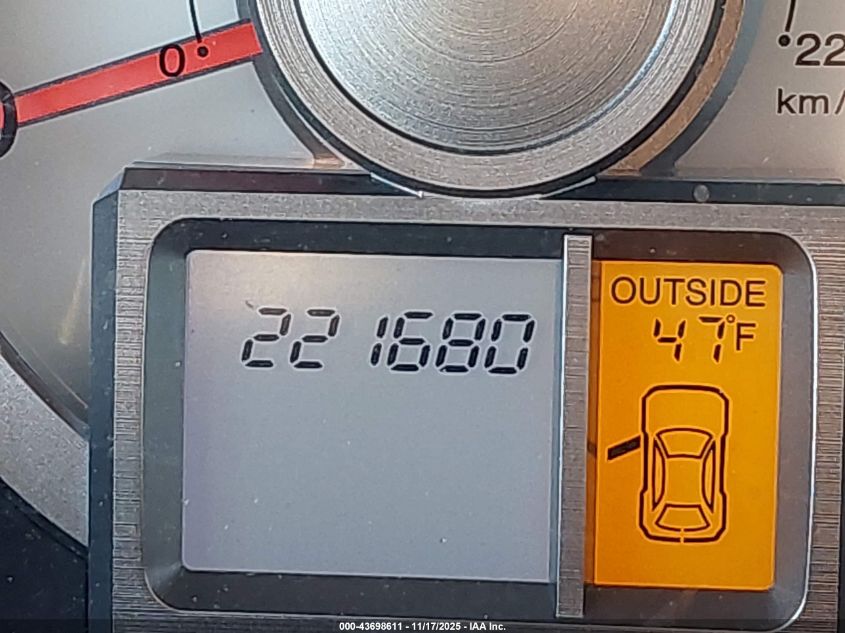 0
22
km/
221680
OUTSIDE
47°F
000-43698611 - 11/17/2025 - IAA Inc.